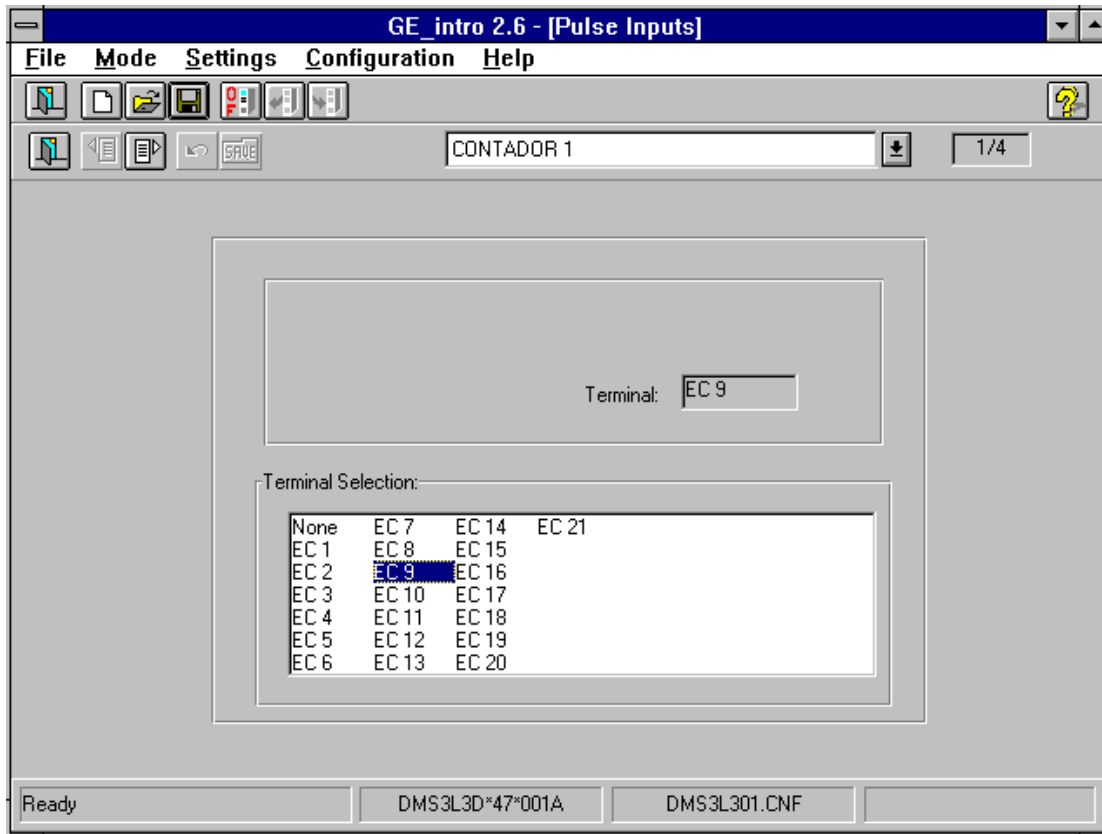 GE_intro 2.6 - [Pulse Inputs]
File Mode Settings Configuration Help
OF
SAVE CONTADOR 1 1/4
Terminal: EC 9
Terminal Selection:
None EC 7 EC 14 EC 21
EC 1 EC 8 EC 15
EC 2 EC 9 EC 16
EC 3 EC 10 EC 17
EC 4 EC 11 EC 18
EC 5 EC 12 EC 19
EC 6 EC 13 EC 20
Ready DMS3L3D*47*001A DMS3L301.CNF